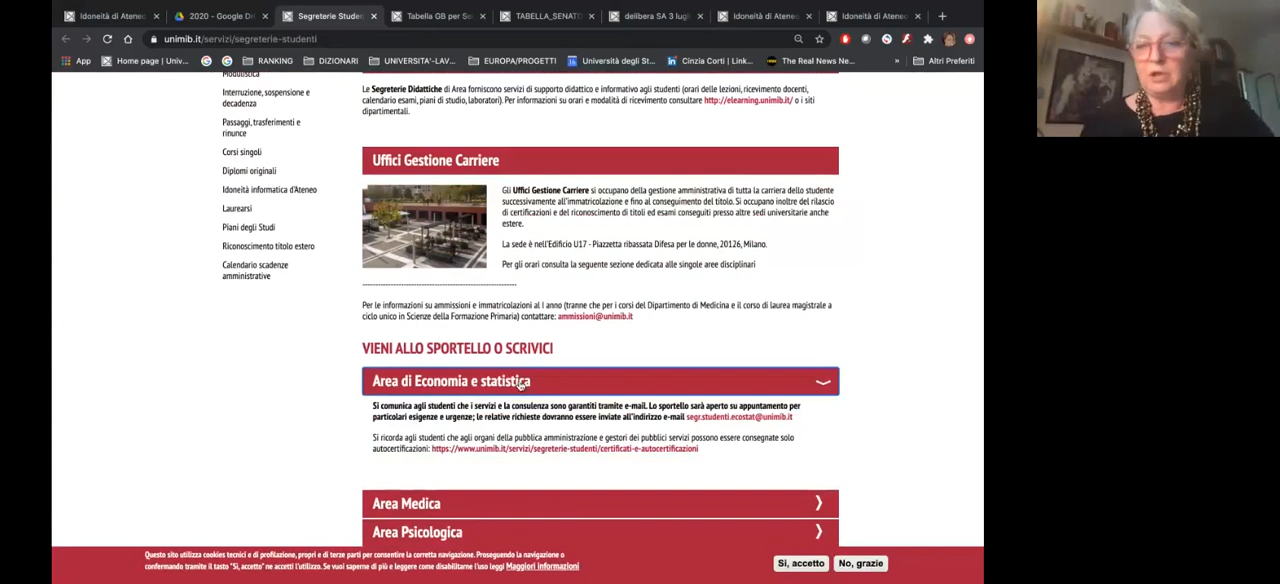 Idoneità di Ateneo
2020 - Google Dr
Segreterie Studen
Tabella GB per Se
TABELLA_SENATO
delibera SA 3 lugl
Idoneità di Ateneo
Idoneità di Ateneo
unimib.it/servizi/segreterie-studenti
App
Home page | Univ...
RANKING
DIZIONARI
UNIVERSITA'-LAV...
EUROPA/PROGETTI
Università degli St...
Cinzia Corti | Link...
The Real News Ne...
»
Altri Preferiti
Modulistica
Interruzione, sospensione e
decadenza
Passaggi, trasferimenti e
rinunce
Corsi singoli
Diplomi originali
Idoneità informatica d'Ateneo
Laurearsi
Piani degli Studi
Riconoscimento titolo estero
Calendario scadenze
amministrative
Le Segreterie Didattiche di Area forniscono servizi di supporto didattico e informativo agli studenti (orari delle lezioni, ricevimento docenti,
calendario esami, piani di studio, laboratori). Per informazioni su orari e modalità di ricevimento consultare http://elearning.unimib.it/ o i siti
dipartimentali.
Uffici Gestione Carriere
Gli Uffici Gestione Carriere si occupano della gestione amministrativa di tutta la carriera dello studente
successivamente all'immatricolazione e fino al conseguimento del titolo. Si occupano inoltre del rilascio
di certificazioni e del riconoscimento di titoli ed esami conseguiti presso altre sedi universitarie anche
estere.
La sede è nell'Edificio U17 - Piazzetta ribassata Difesa per le donne, 20126, Milano.
Per gli orari consulta la seguente sezione dedicata alle singole aree disciplinari
Per le informazioni su ammissioni e immatricolazioni al I anno (tranne che per i corsi del Dipartimento di Medicina e il corso di laurea magistrale a
ciclo unico in Scienze della Formazione Primaria) contattare: ammissioni@unimib.it
VIENI ALLO SPORTELLO O SCRIVICI
Area di Economia e statistica
Si comunica agli studenti che i servizi e la consulenza sono garantiti tramite e-mail. Lo sportello sarà aperto su appuntamento per
particolari esigenze e urgenze; le relative richieste dovranno essere inviate all'indirizzo e-mail segr.studenti.ecostat@unimib.it
Si ricorda agli studenti che agli organi della pubblica amministrazione e gestori dei pubblici servizi possono essere consegnate solo
autocertificazioni: https://www.unimib.it/servizi/segreterie-studenti/certificati-e-autocertificazioni
Area Medica
Area Psicologica
Questo sito utilizza cookies tecnici e di profilazione, propri e di terze parti per consentire la corretta navigazione. Proseguendo la navigazione o
confermando tramite il tasto "Si, accetto" ne accetti l'utilizzo. Se vuoi saperne di più e leggere come disabilitarne l'uso leggi Maggiori informazioni
Si, accetto
No, grazie